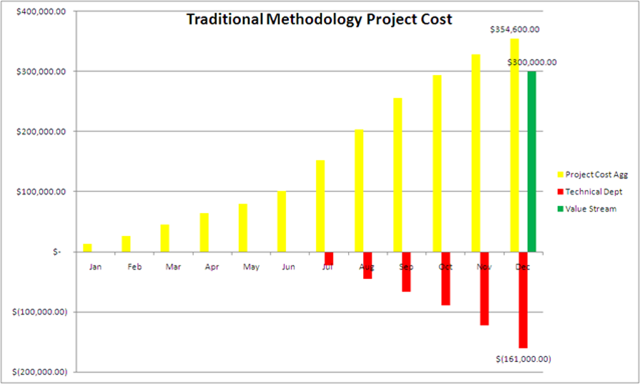 Traditional Methodology Project Cost
$400,000.00
$354,600.00
$300,000.00
$300,000.00
$200,000.00
Project Cost Agg
Technical Dept
$100,000.00
Value Stream
$-
Jan Feb Mar Apr May Jun Jul Aug Sep Oct Nov Dec
$(100,000.00)
$(161,000.00)
$(200,000.00)